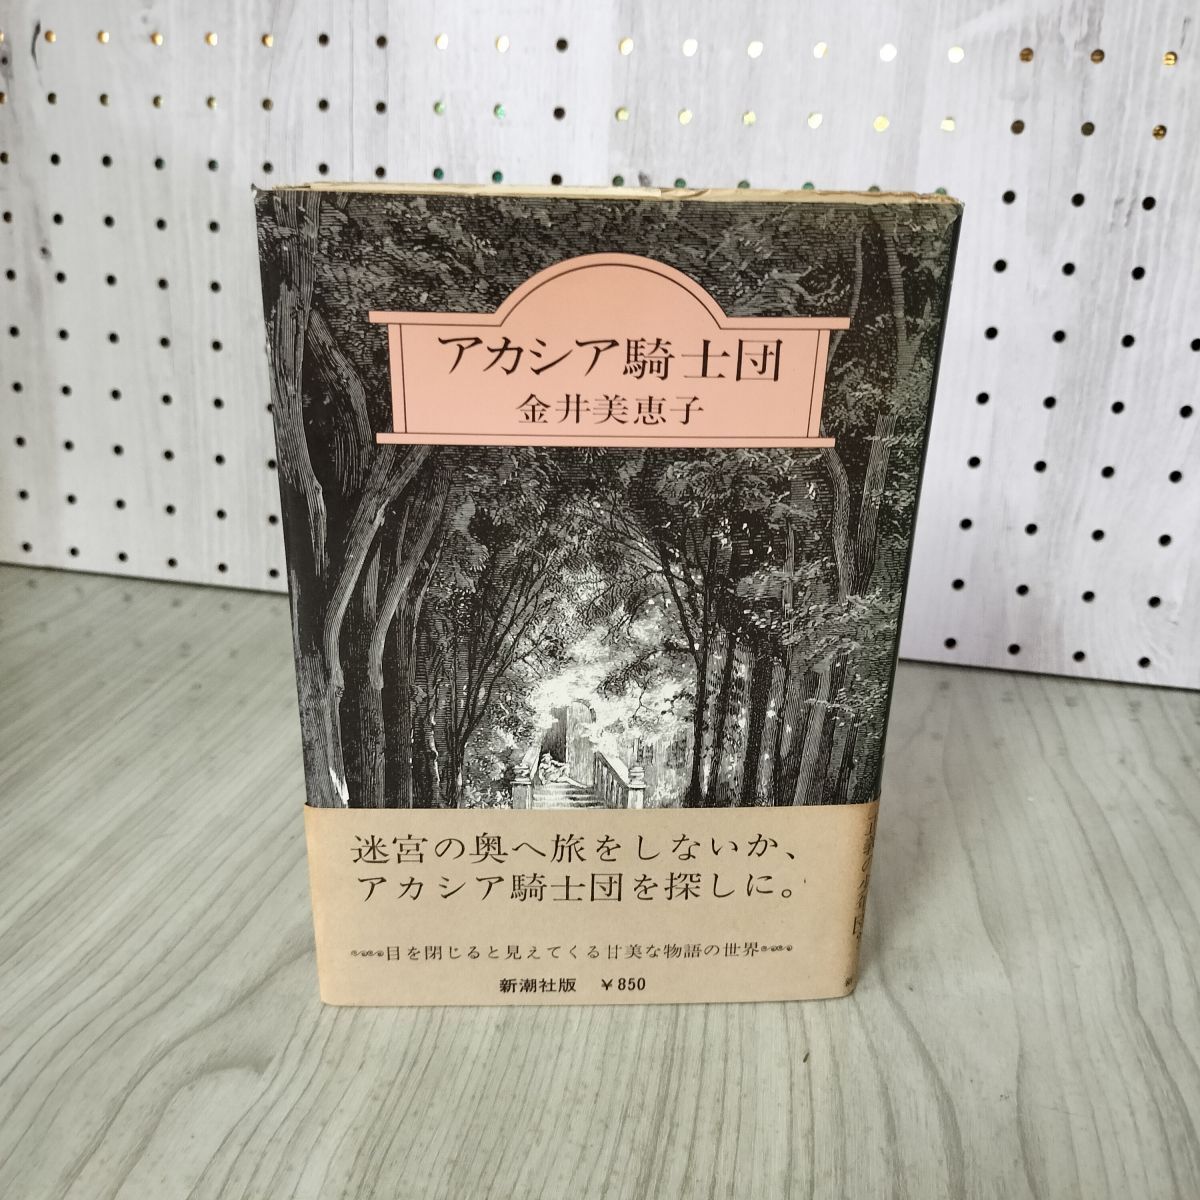 アカシア騎士団
金井美恵子
迷宮の奥へ旅をしないか、
アカシア騎士団を探しに。
目を閉じると見えてくる甘美な物語の世界
新潮社版 ￥850